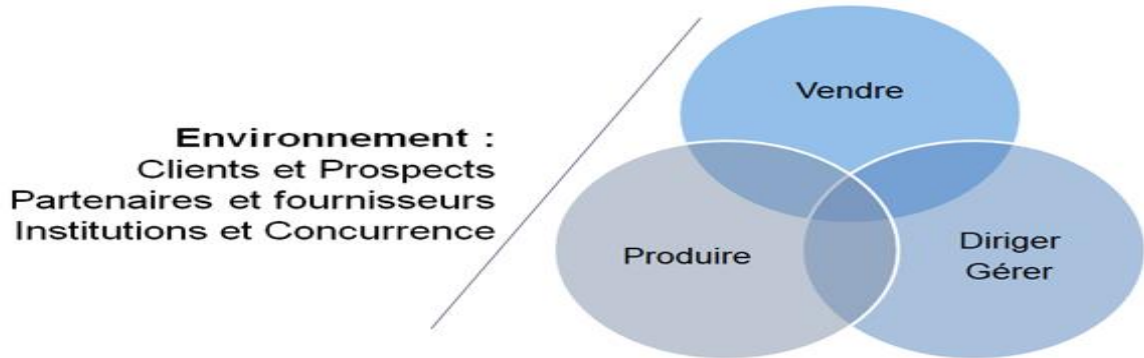 Environnement :
Clients et Prospects
Partenaires et fournisseurs
Institutions et Concurrence
Vendre
Produire
Diriger
Gérer